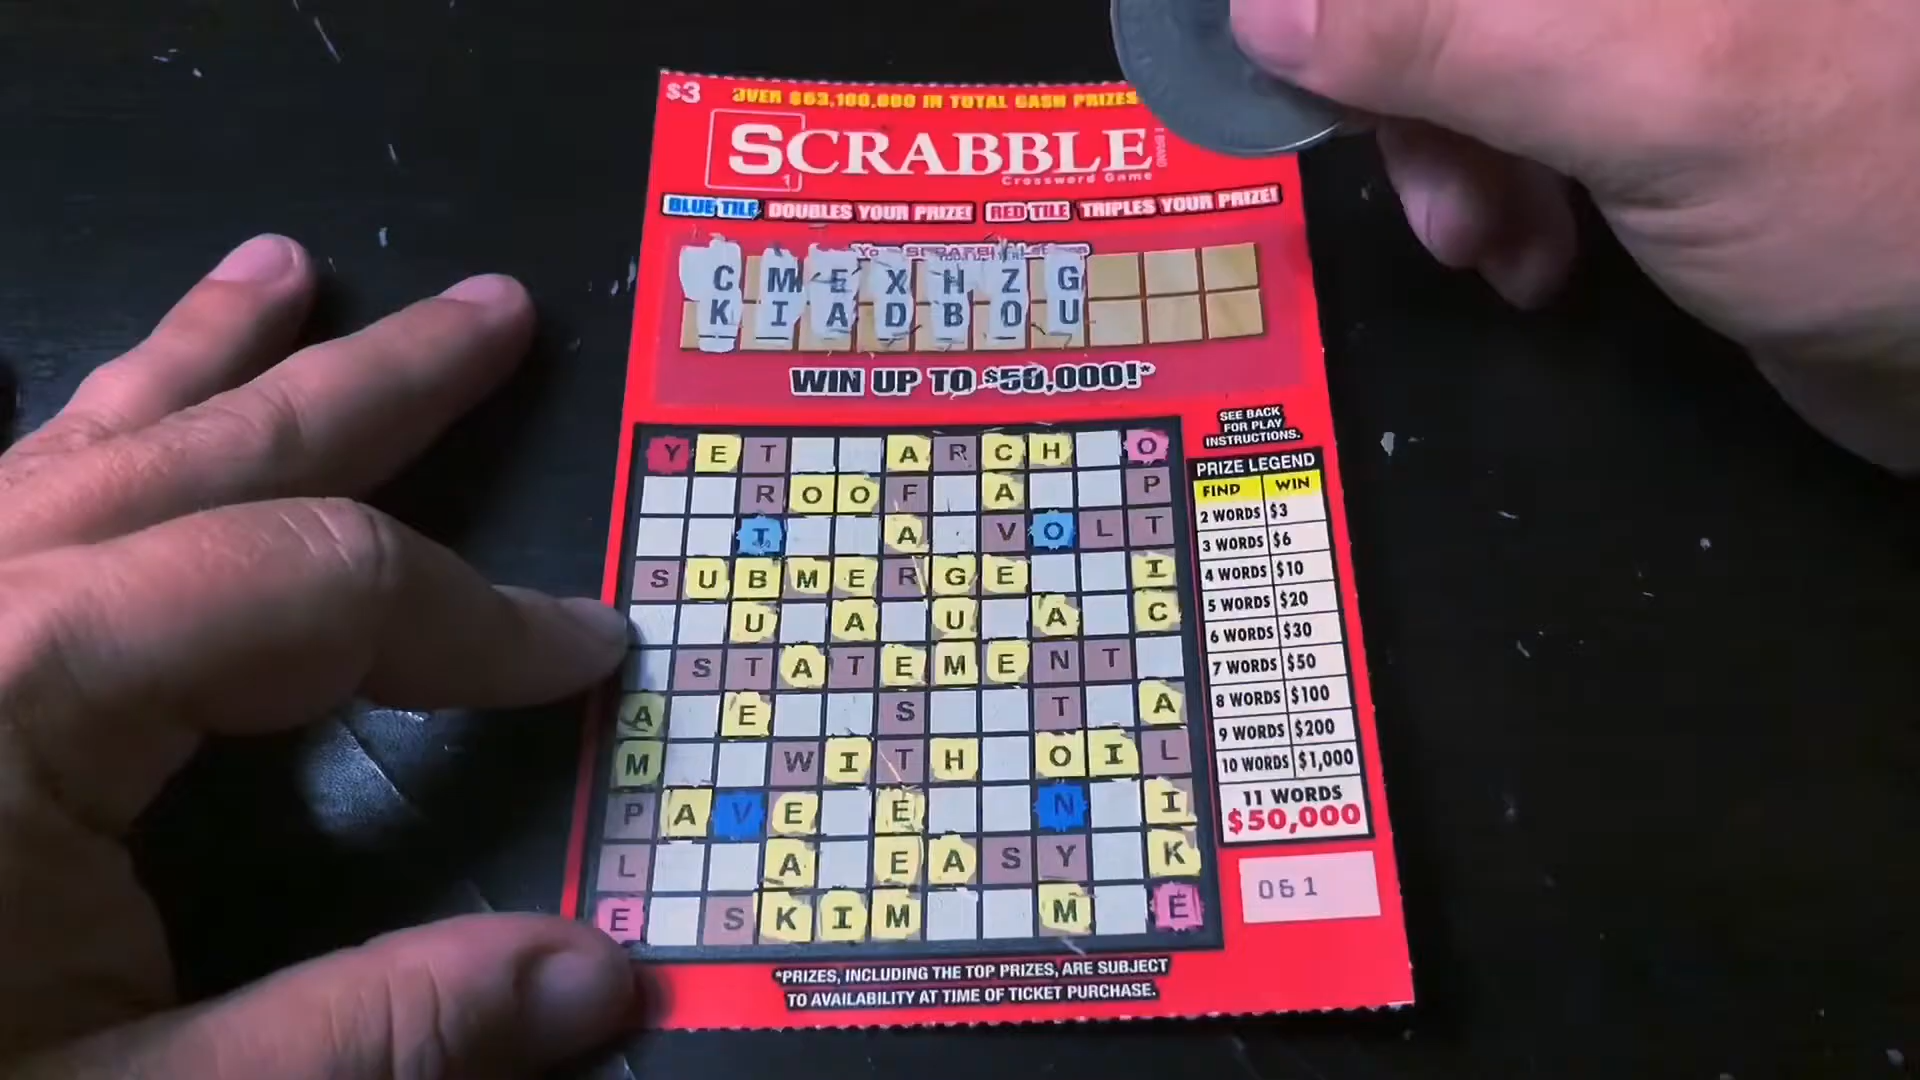 $3 OVER $63,100,000 IN TOTAL CASH PRIZES
SCRABBLE
1
BRAND
Crossword Game
BLUE TILE DOUBLES YOUR PRIZE! RED TILE TRIPLES YOUR PRIZE!
C M E X H Z G
K I A D B O U
WIN UP TO $50,000!*
SEE BACK
FOR PLAY
INSTRUCTIONS.
Y E T A R C H O
R O O F A P
T A V O L T
S U B M E R G E I
U A U A C
S T A T E M E N T
A E S T A
M W I T H O I L
P A V E E N I
L A E A S Y K
E S K I M M E
PRIZE LEGEND
FIND WIN
2 WORDS $3
3 WORDS $6
4 WORDS $10
5 WORDS $20
6 WORDS $30
7 WORDS $50
8 WORDS $100
9 WORDS $200
10 WORDS $1,000
11 WORDS
$50,000
061
*PRIZES, INCLUDING THE TOP PRIZES, ARE SUBJECT
TO AVAILABILITY AT TIME OF TICKET PURCHASE.